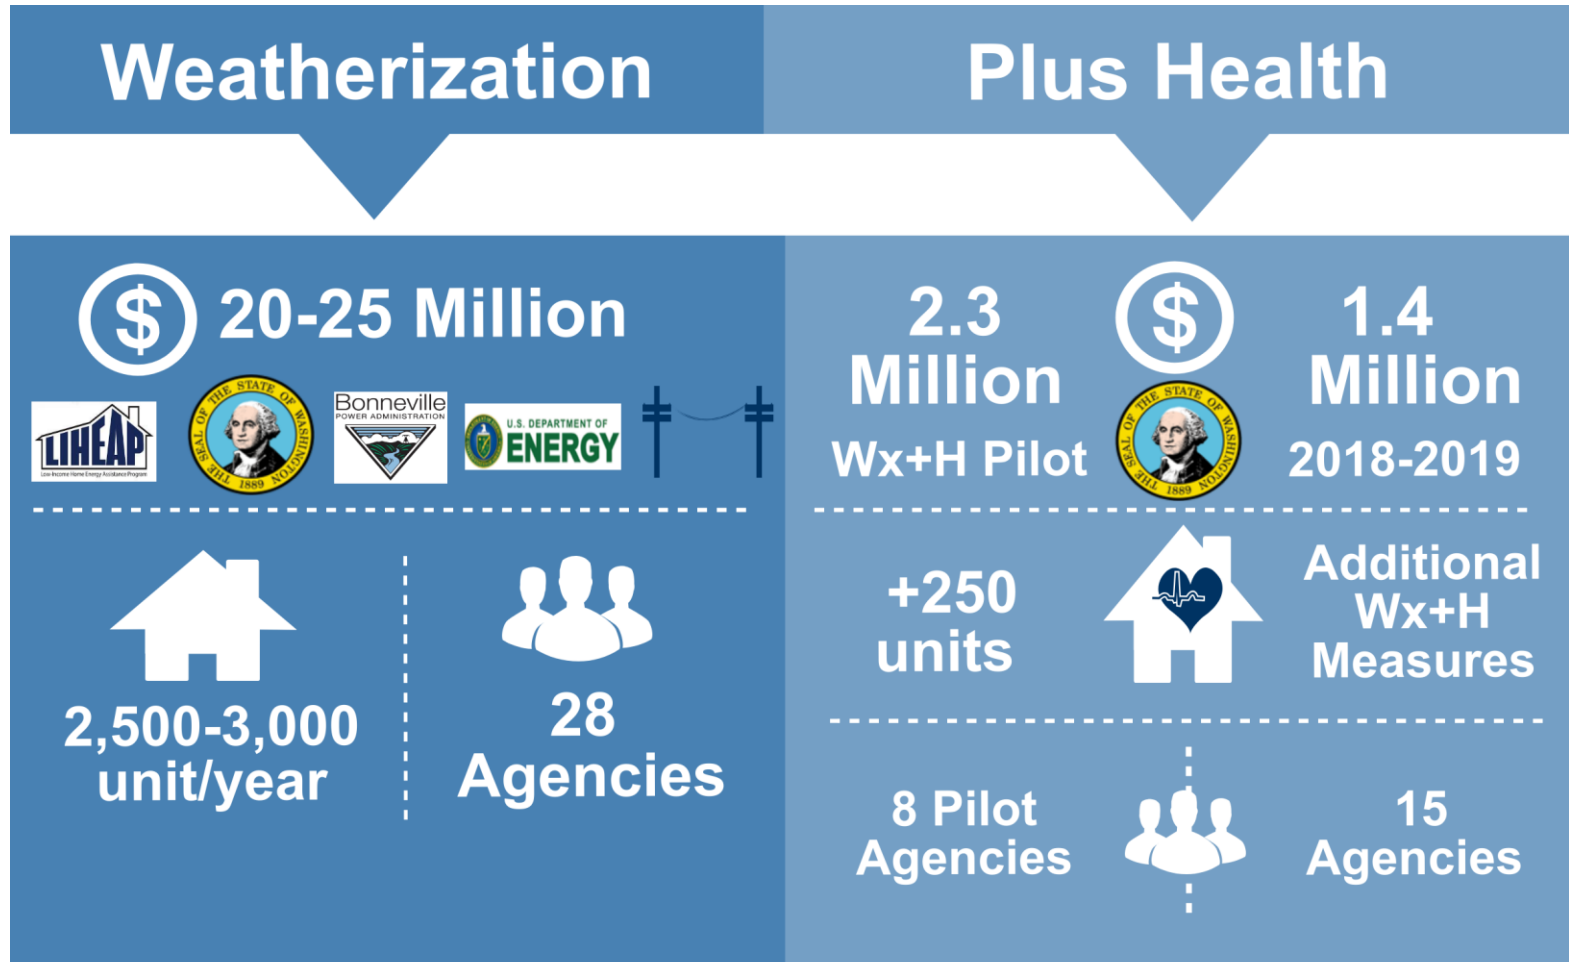 Weatherization
Plus Health
$ 20-25 Million
LIHEAP
Low Income Home Energy Assistance Program
THE SEAL OF THE STATE OF WASHINGTON
1889
Bonneville
POWER ADMINISTRATION
U.S. DEPARTMENT OF
ENERGY
2,500-3,000
unit/year
28
Agencies
2.3
Million
Wx+H Pilot
$
THE SEAL OF THE STATE OF WASHINGTON
1889
1.4
Million
2018-2019
+250
units
Additional
Wx+H
Measures
8 Pilot
Agencies
15
Agencies